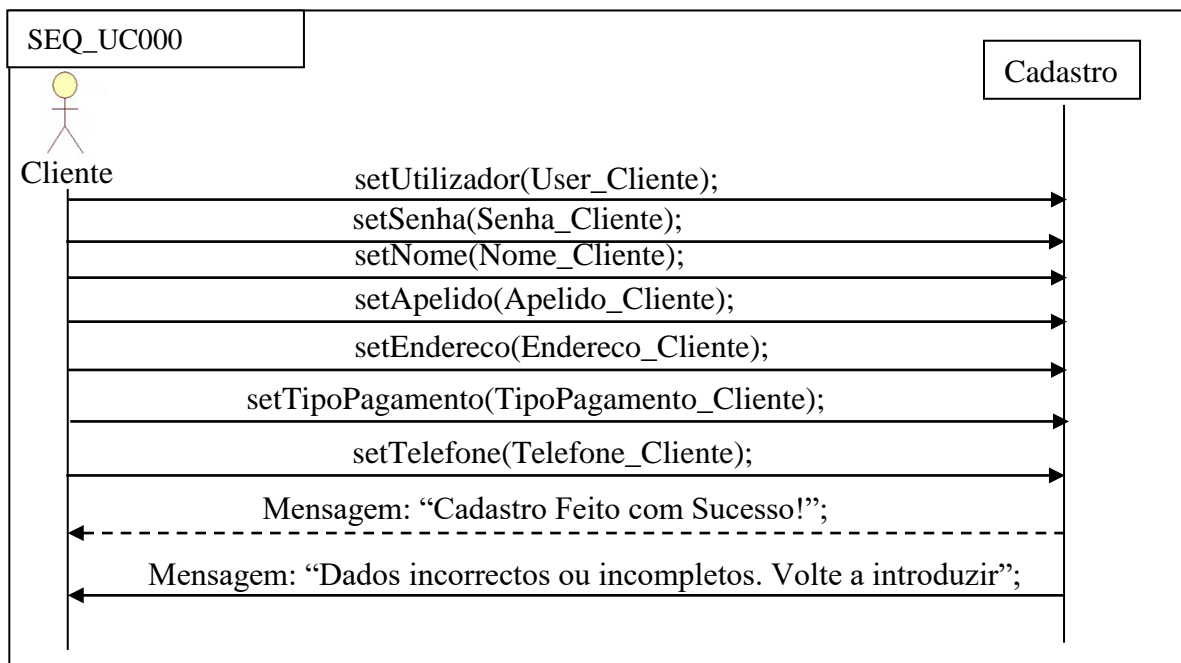 SEQ_UC000
Cadastro
Cliente
setUtilizador(User_Cliente);
setSenha(Senha_Cliente);
setNome(Nome_Cliente);
setApelido(Apelido_Cliente);
setEndereco(Endereco_Cliente);
setTipoPagamento(TipoPagamento_Cliente);
setTelefone(Telefone_Cliente);
Mensagem: “Cadastro Feito com Sucesso!”;
Mensagem: “Dados incorrectos ou incompletos. Volte a introduzir”;